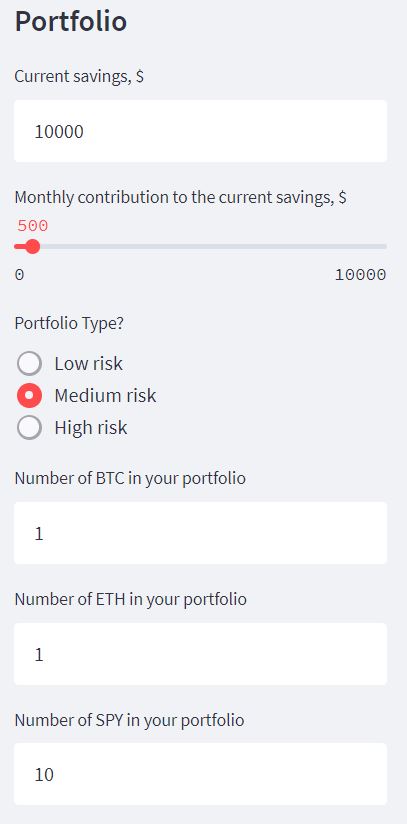 Portfolio
Current savings, $
10000
Monthly contribution to the current savings, $
500
0 10000
Portfolio Type?
Low risk
Medium risk
High risk
Number of BTC in your portfolio
1
Number of ETH in your portfolio
1
Number of SPY in your portfolio
10